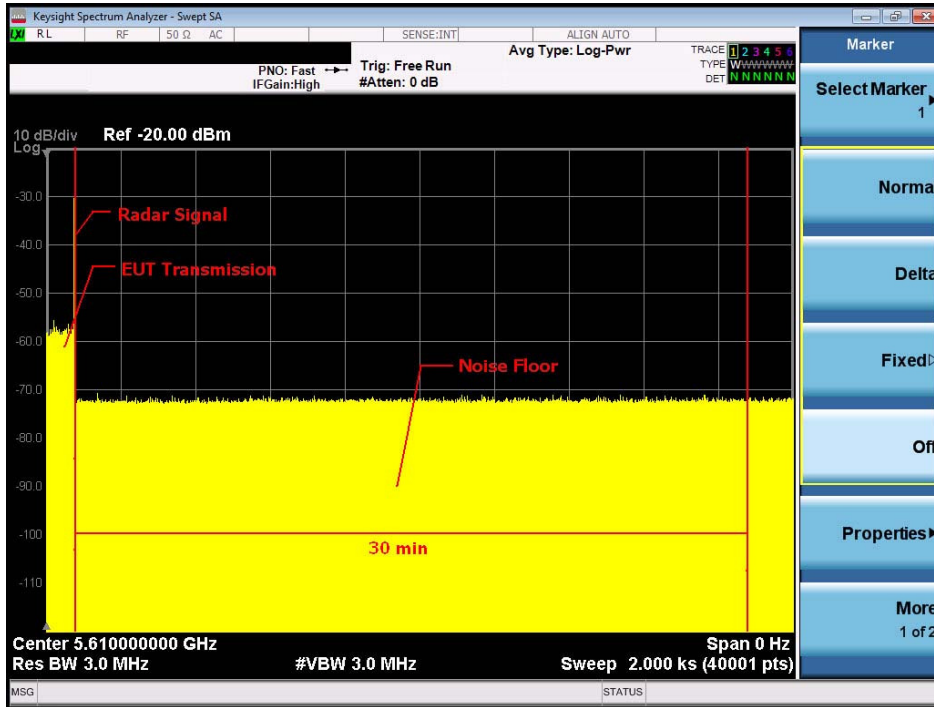 Keysight Spectrum Analyzer - Swept SA
LXI RL RF 50 Ω AC SENSE:INT ALIGN AUTO
Avg Type: Log-Pwr
PNO: Fast
IFGain:High
Trig: Free Run
#Atten: 0 dB
TRACE 1 2 3 4 5 6
TYPE WWWWWW
DET N N N N N N
10 dB/div Ref -20.00 dBm
Log
-30.0
-40.0
-50.0
-60.0
-70.0
-80.0
-90.0
-100
-110
Radar Signal
EUT Transmission
Noise Floor
30 min
Center 5.610000000 GHz Span 0 Hz
Res BW 3.0 MHz #VBW 3.0 MHz Sweep 2.000 ks (40001 pts)
MSG STATUS
Marker
Select Marker
1
Norma
Delta
Fixed
Off
Properties
More
1 of 2